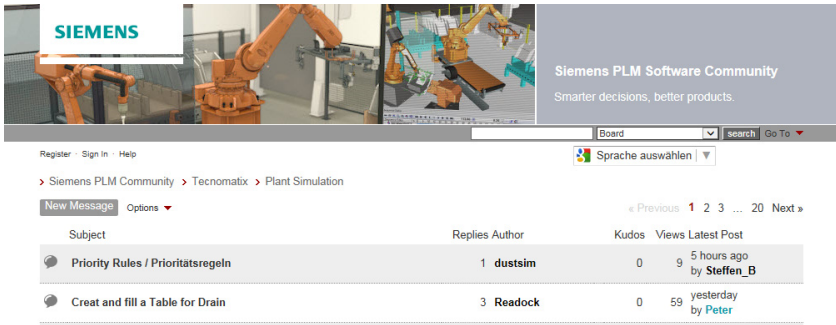 SIEMENS
Siemens PLM Software Community
Smarter decisions, better products.
Board search Go To
Register · Sign In · Help
Sprache auswählen
Siemens PLM Community > Tecnomatix > Plant Simulation
New Message Options « Previous 1 2 3 ... 20 Next »
Subject Replies Author Kudos Views Latest Post
Priority Rules / Prioritätsregeln 1 dustsim 0 9 5 hours ago
by Steffen_B
Creat and fill a Table for Drain 3 Readock 0 59 yesterday
by Peter